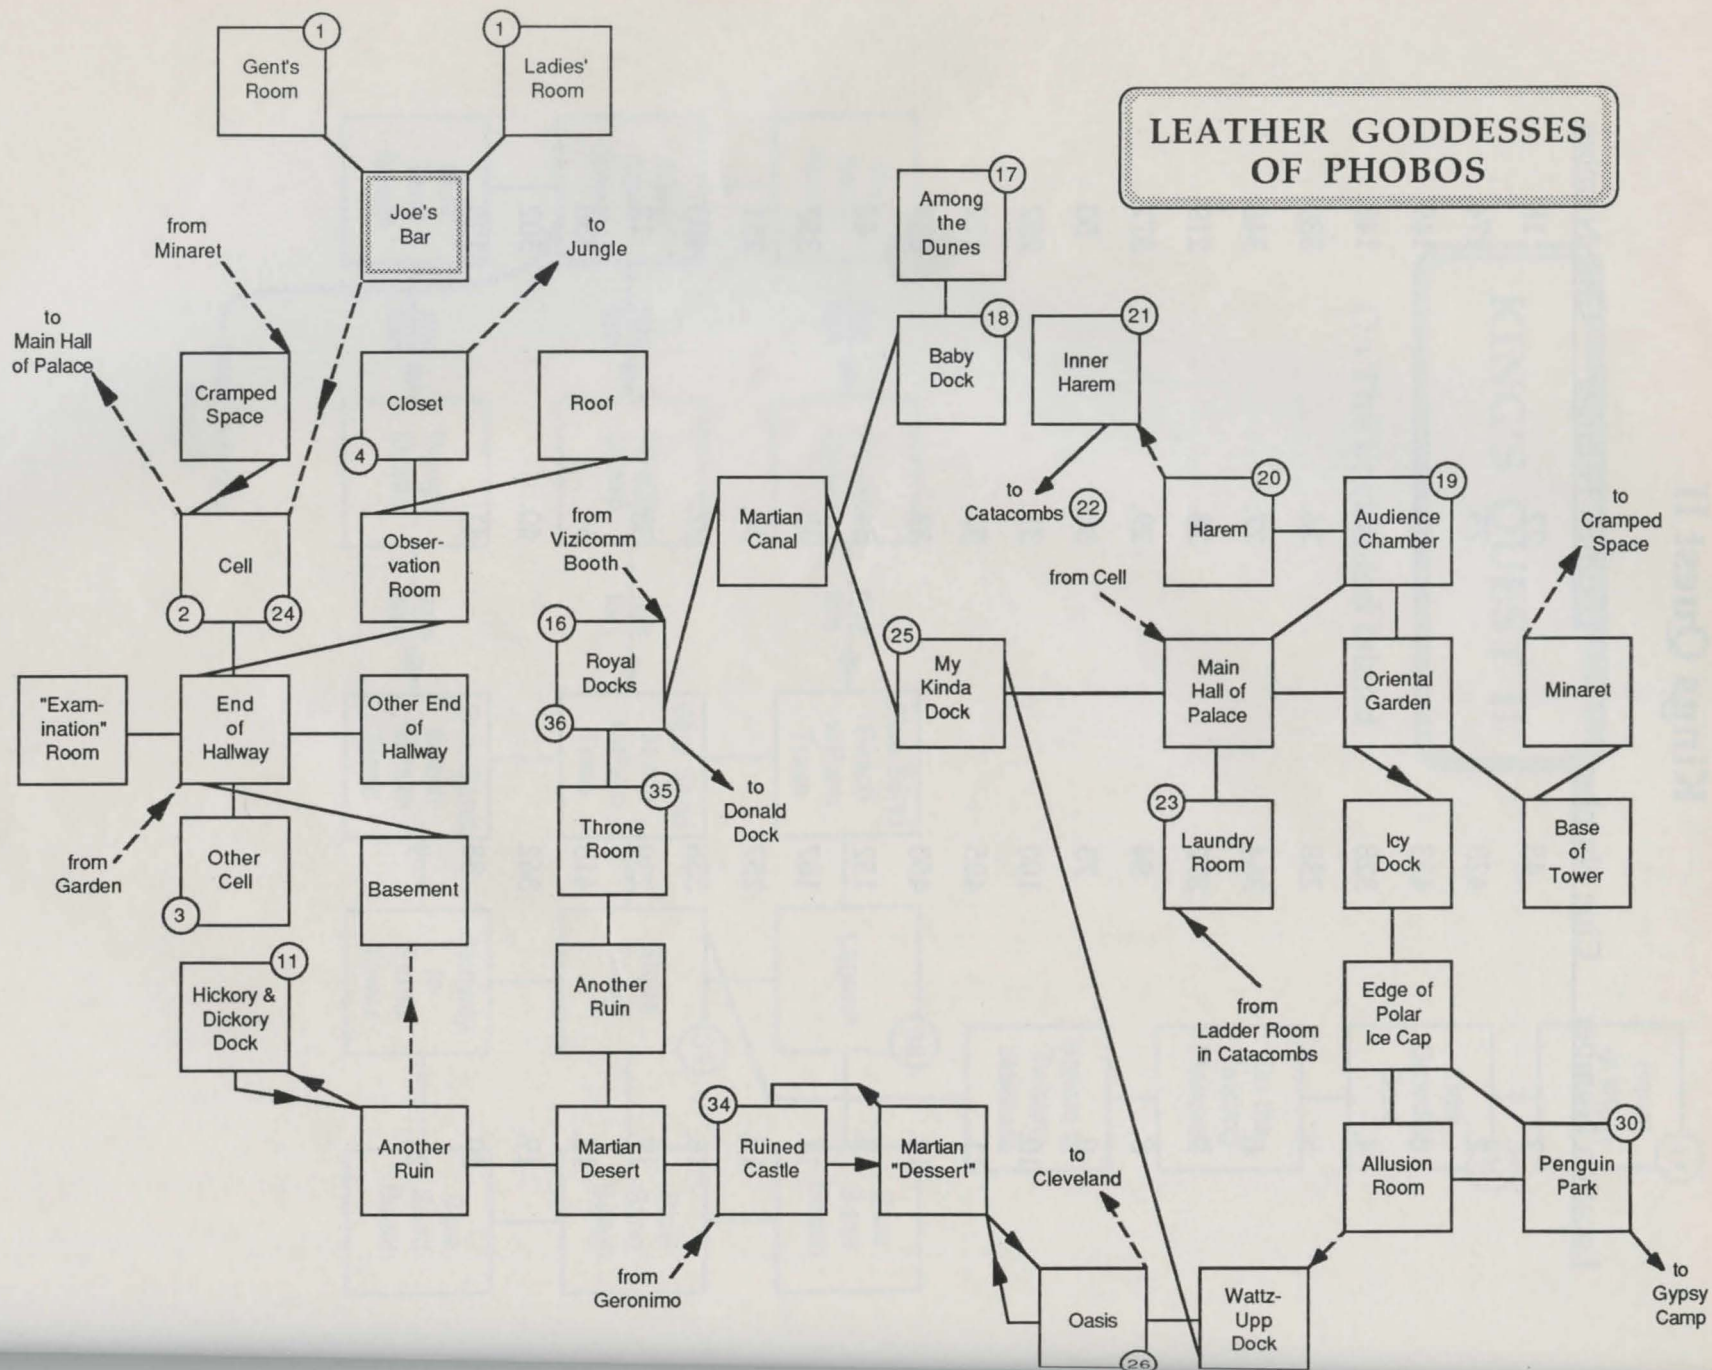 LEATHER GODDESSES
OF PHOBOS
1
Gent's
Room
1
Ladies'
Room
Joe's
Bar
from
Minaret
to
Jungle
to
Main Hall
of Palace
Cramped
Space
Closet
4
Roof
Cell
2
24
Obser-
vation
Room
"Exam-
ination"
Room
End
of
Hallway
Other End
of
Hallway
from
Garden
Other
Cell
3
Basement
11
Hickory &
Dickory
Dock
Another
Ruin
from
Vizicomm
Booth
16
Royal
Docks
36
to
Donald
Dock
35
Throne
Room
Another
Ruin
Martian
Desert
34
Ruined
Castle
from
Geronimo
Martian
"Dessert"
Martian
Canal
17
Among
the
Dunes
18
Baby
Dock
21
Inner
Harem
to
Catacombs
22
20
Harem
19
Audience
Chamber
to
Cramped
Space
from Cell
25
My
Kinda
Dock
Main
Hall of
Palace
Oriental
Garden
Minaret
23
Laundry
Room
Icy
Dock
Base
of
Tower
from
Ladder Room
in Catacombs
Edge of
Polar
Ice Cap
Allusion
Room
30
Penguin
Park
to
Cleveland
Oasis
26
Wattz-
Upp
Dock
to
Gypsy
Camp